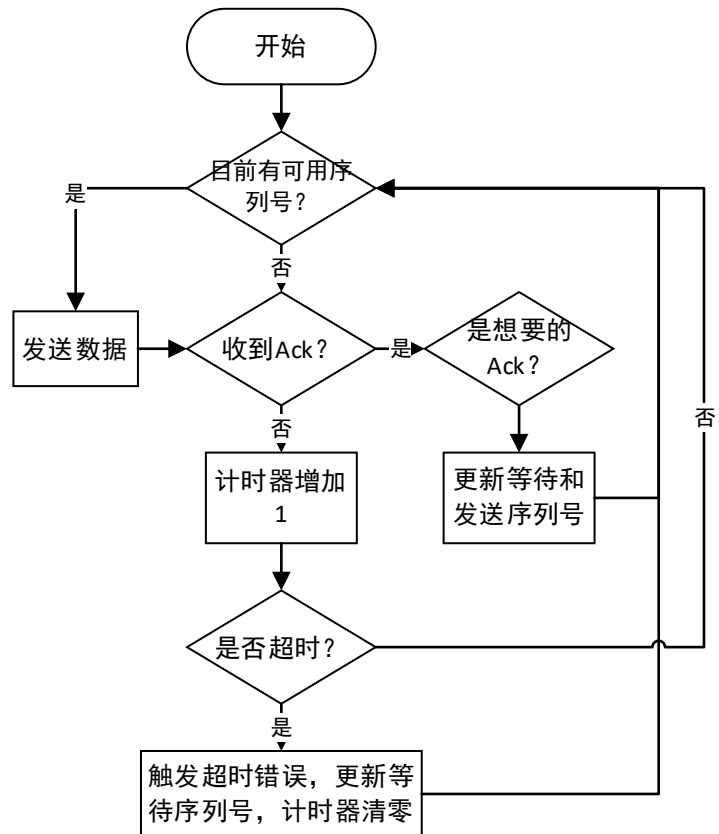 开始
目前有可用序
列号？
是
否
发送数据
收到Ack？
是
是想要的
Ack？
否
否
计时器增加
1
更新等待和
发送序列号
是否超时？
是
触发超时错误，更新等
待序列号，计时器清零